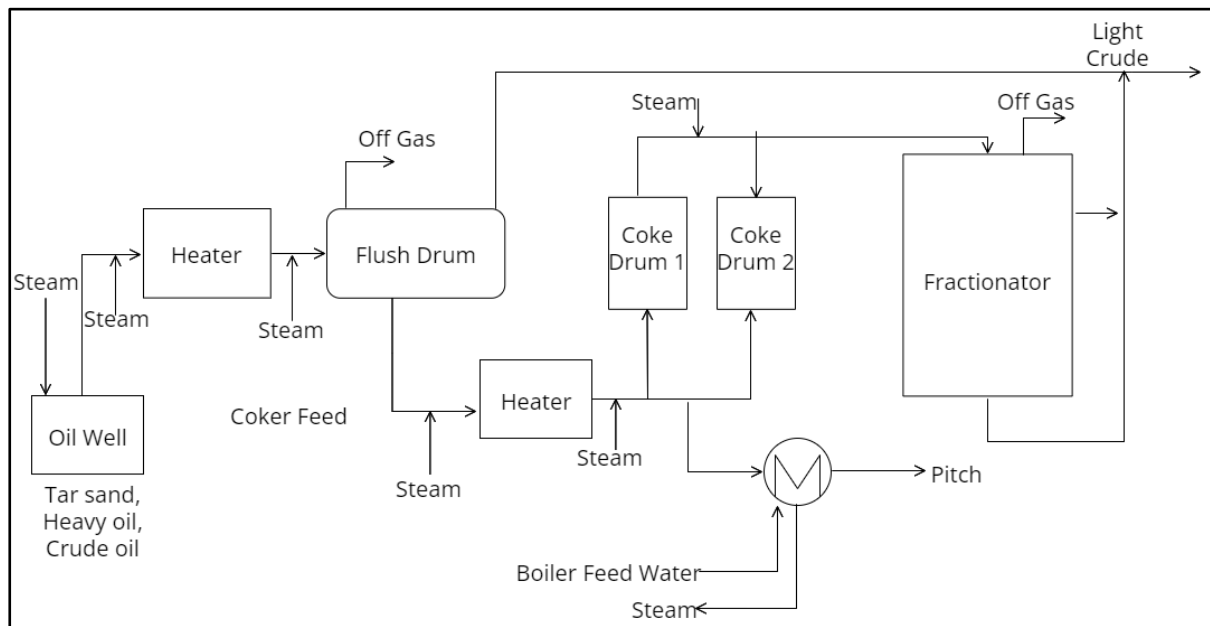 Light
Crude
Steam
Off Gas
Off Gas
Heater
Flush Drum
Coke
Drum 1
Coke
Drum 2
Fractionator
Steam
Steam
Steam
Oil Well
Coker Feed
Heater
Steam
Steam
Pitch
Tar sand,
Heavy oil,
Crude oil
Boiler Feed Water
Steam